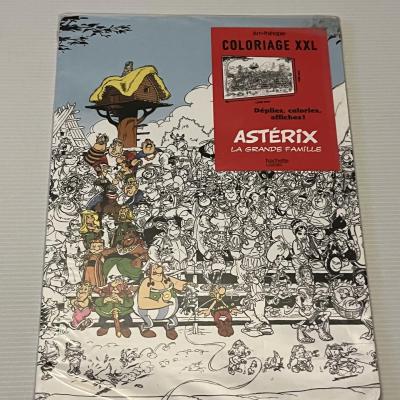 art-thérapie
COLORIAGE XXL
Dépliez, coloriez,
affichez !
ASTÉRIX
LA GRANDE FAMILLE
hachette